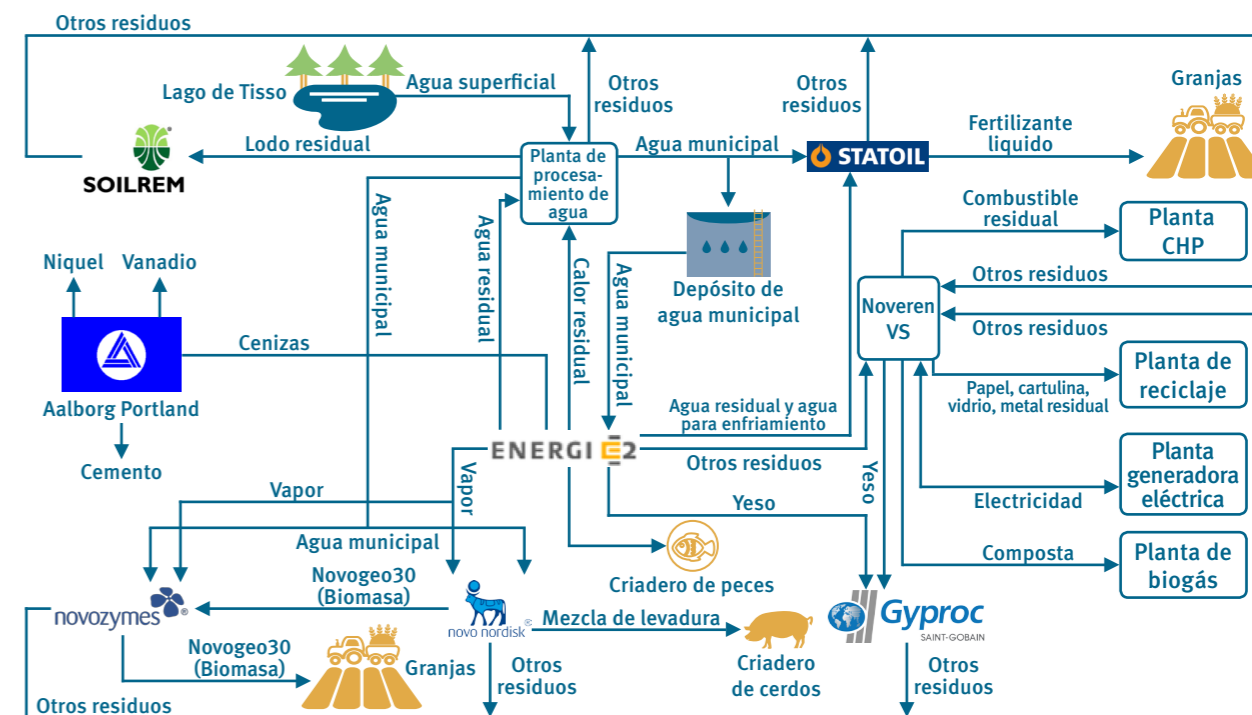 Otros residuos
Lago de Tisso
Agua superficial
Otros
residuos
Otros
residuos
Granjas
SOILREM
Lodo residual
Planta de
procesa-
miento de
agua
Agua municipal
STATOIL
Fertilizante
liquido
Agua municipal
Agua residual
Calor residual
Agua municipal
Depósito de
agua municipal
Combustible
residual
Planta
CHP
Niquel
Vanadio
Otros residuos
Noveren
VS
Otros residuos
Cenizas
Aalborg Portland
Cemento
Papel, cartulina,
vidrio, metal residual
Planta de
reciclaje
Agua residual y agua
para enfriamiento
ENERGI E2
Otros residuos
Vapor
Vapor
Yeso
Yeso
Electricidad
Planta
generadora
eléctrica
Agua municipal
Criadero de peces
Composta
Planta de
biogás
novozymes®
Novogeo30
(Biomasa)
novo nordisk®
Mezcla de levadura
Criadero
de cerdos
Gyproc
SAINT-GOBAIN
Novogeo30
(Biomasa)
Granjas
Otros
residuos
Otros
residuos
Otros residuos